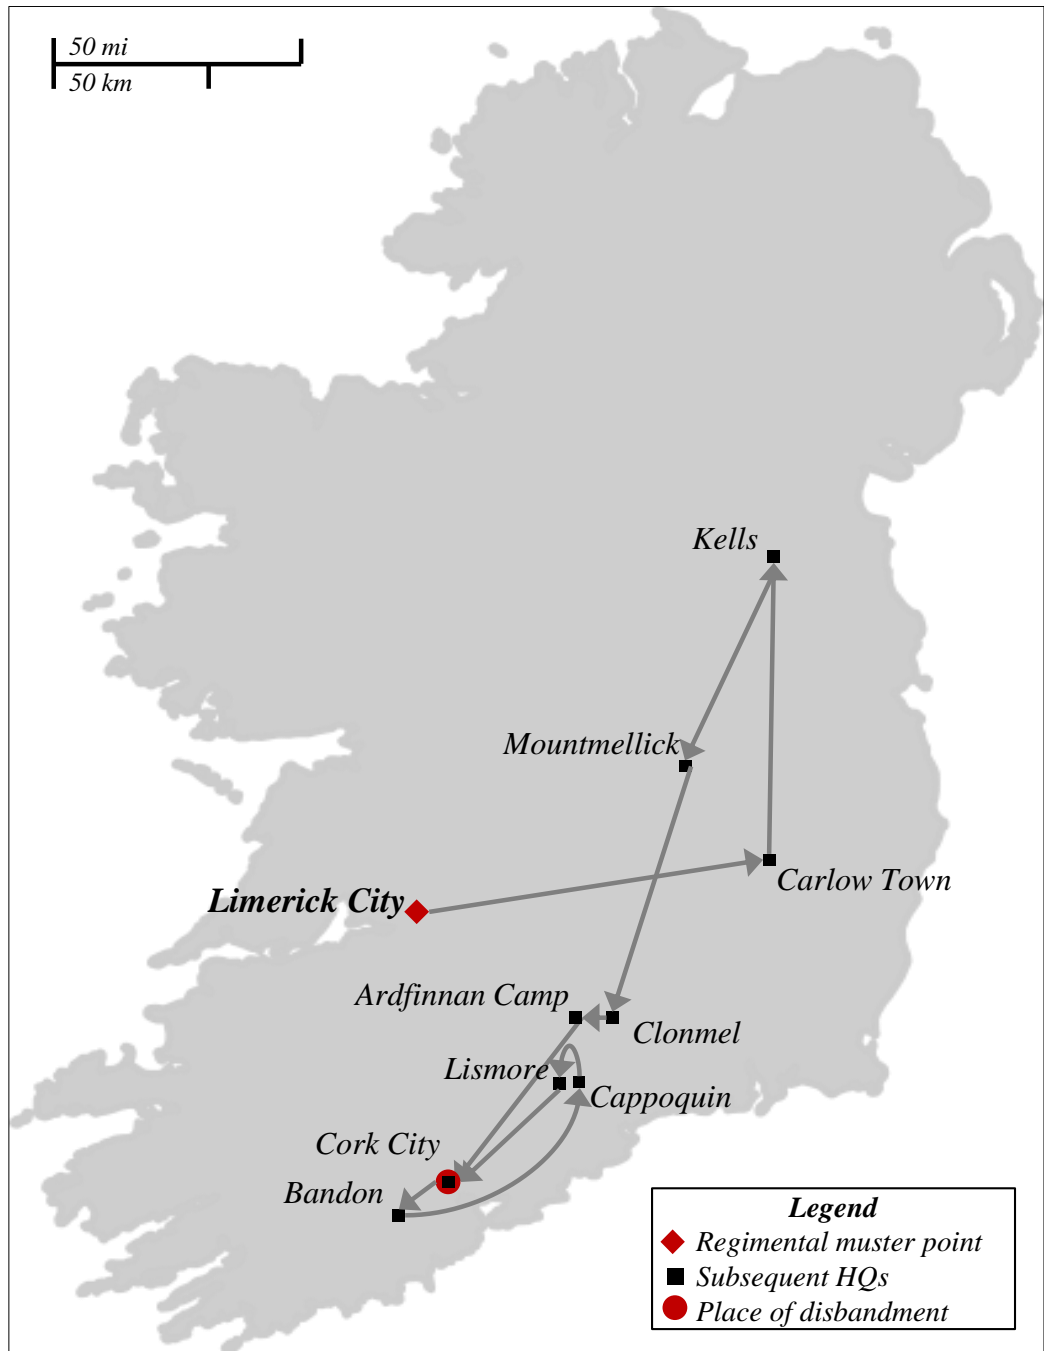 50 mi
50 km
Kells
Mountmellick
Carlow Town
Limerick City
Ardfinnan Camp
Clonmel
Lismore
Cappoquin
Cork City
Bandon
Legend
Regimental muster point
Subsequent HQs
Place of disbandment